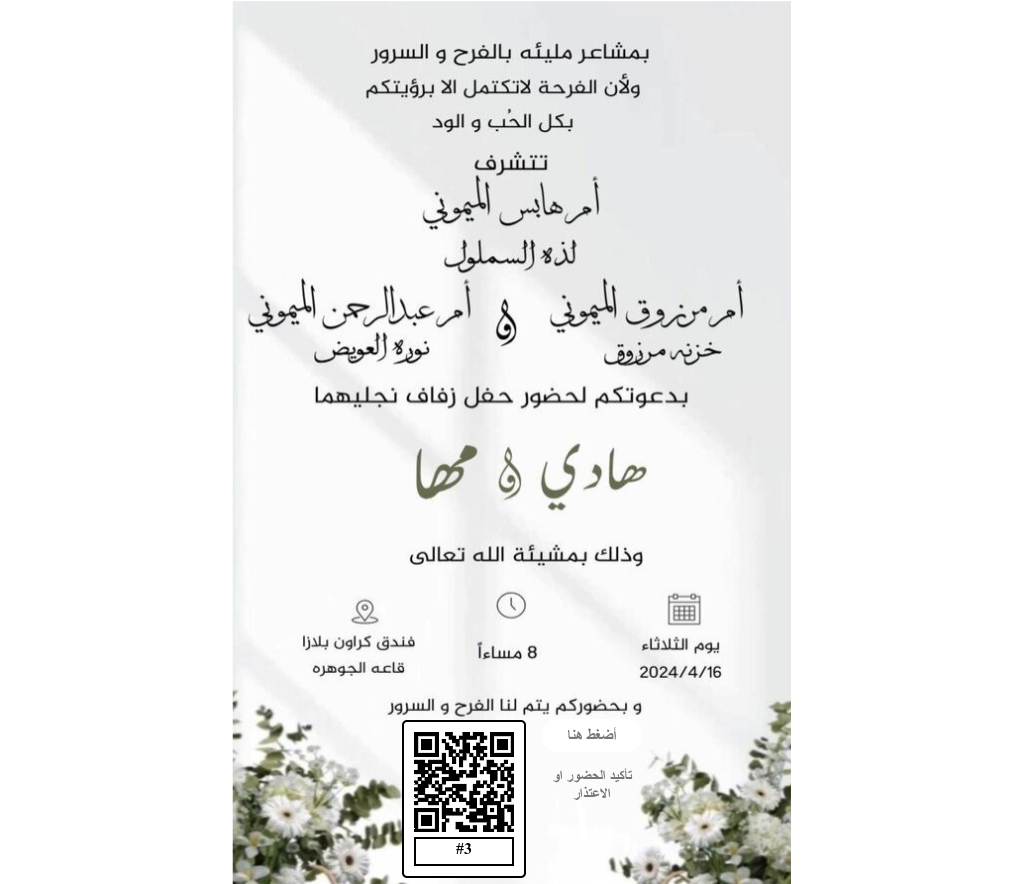 بمشاعر مليئه بالفرح و السرور
ولأن الفرحة لاتكتمل الا برؤيتكم
بكل الحُب و الود
تتشرف
أم هابس الميموني
لذه السملول
أم مرزوق الميموني و أم عبدالرحمن الميموني
خزنه مرزوق نوره العويض
بدعوتكم لحضور حفل زفاف نجليهما
هادي و مها
وذلك بمشيئة الله تعالى
يوم الثلاثاء
2024/4/16
8 مساءاً
فندق كراون بلازا
قاعه الجوهره
و بحضوركم يتم لنا الفرح و السرور
أضغط هنا
تأكيد الحضور او
الاعتذار
#3